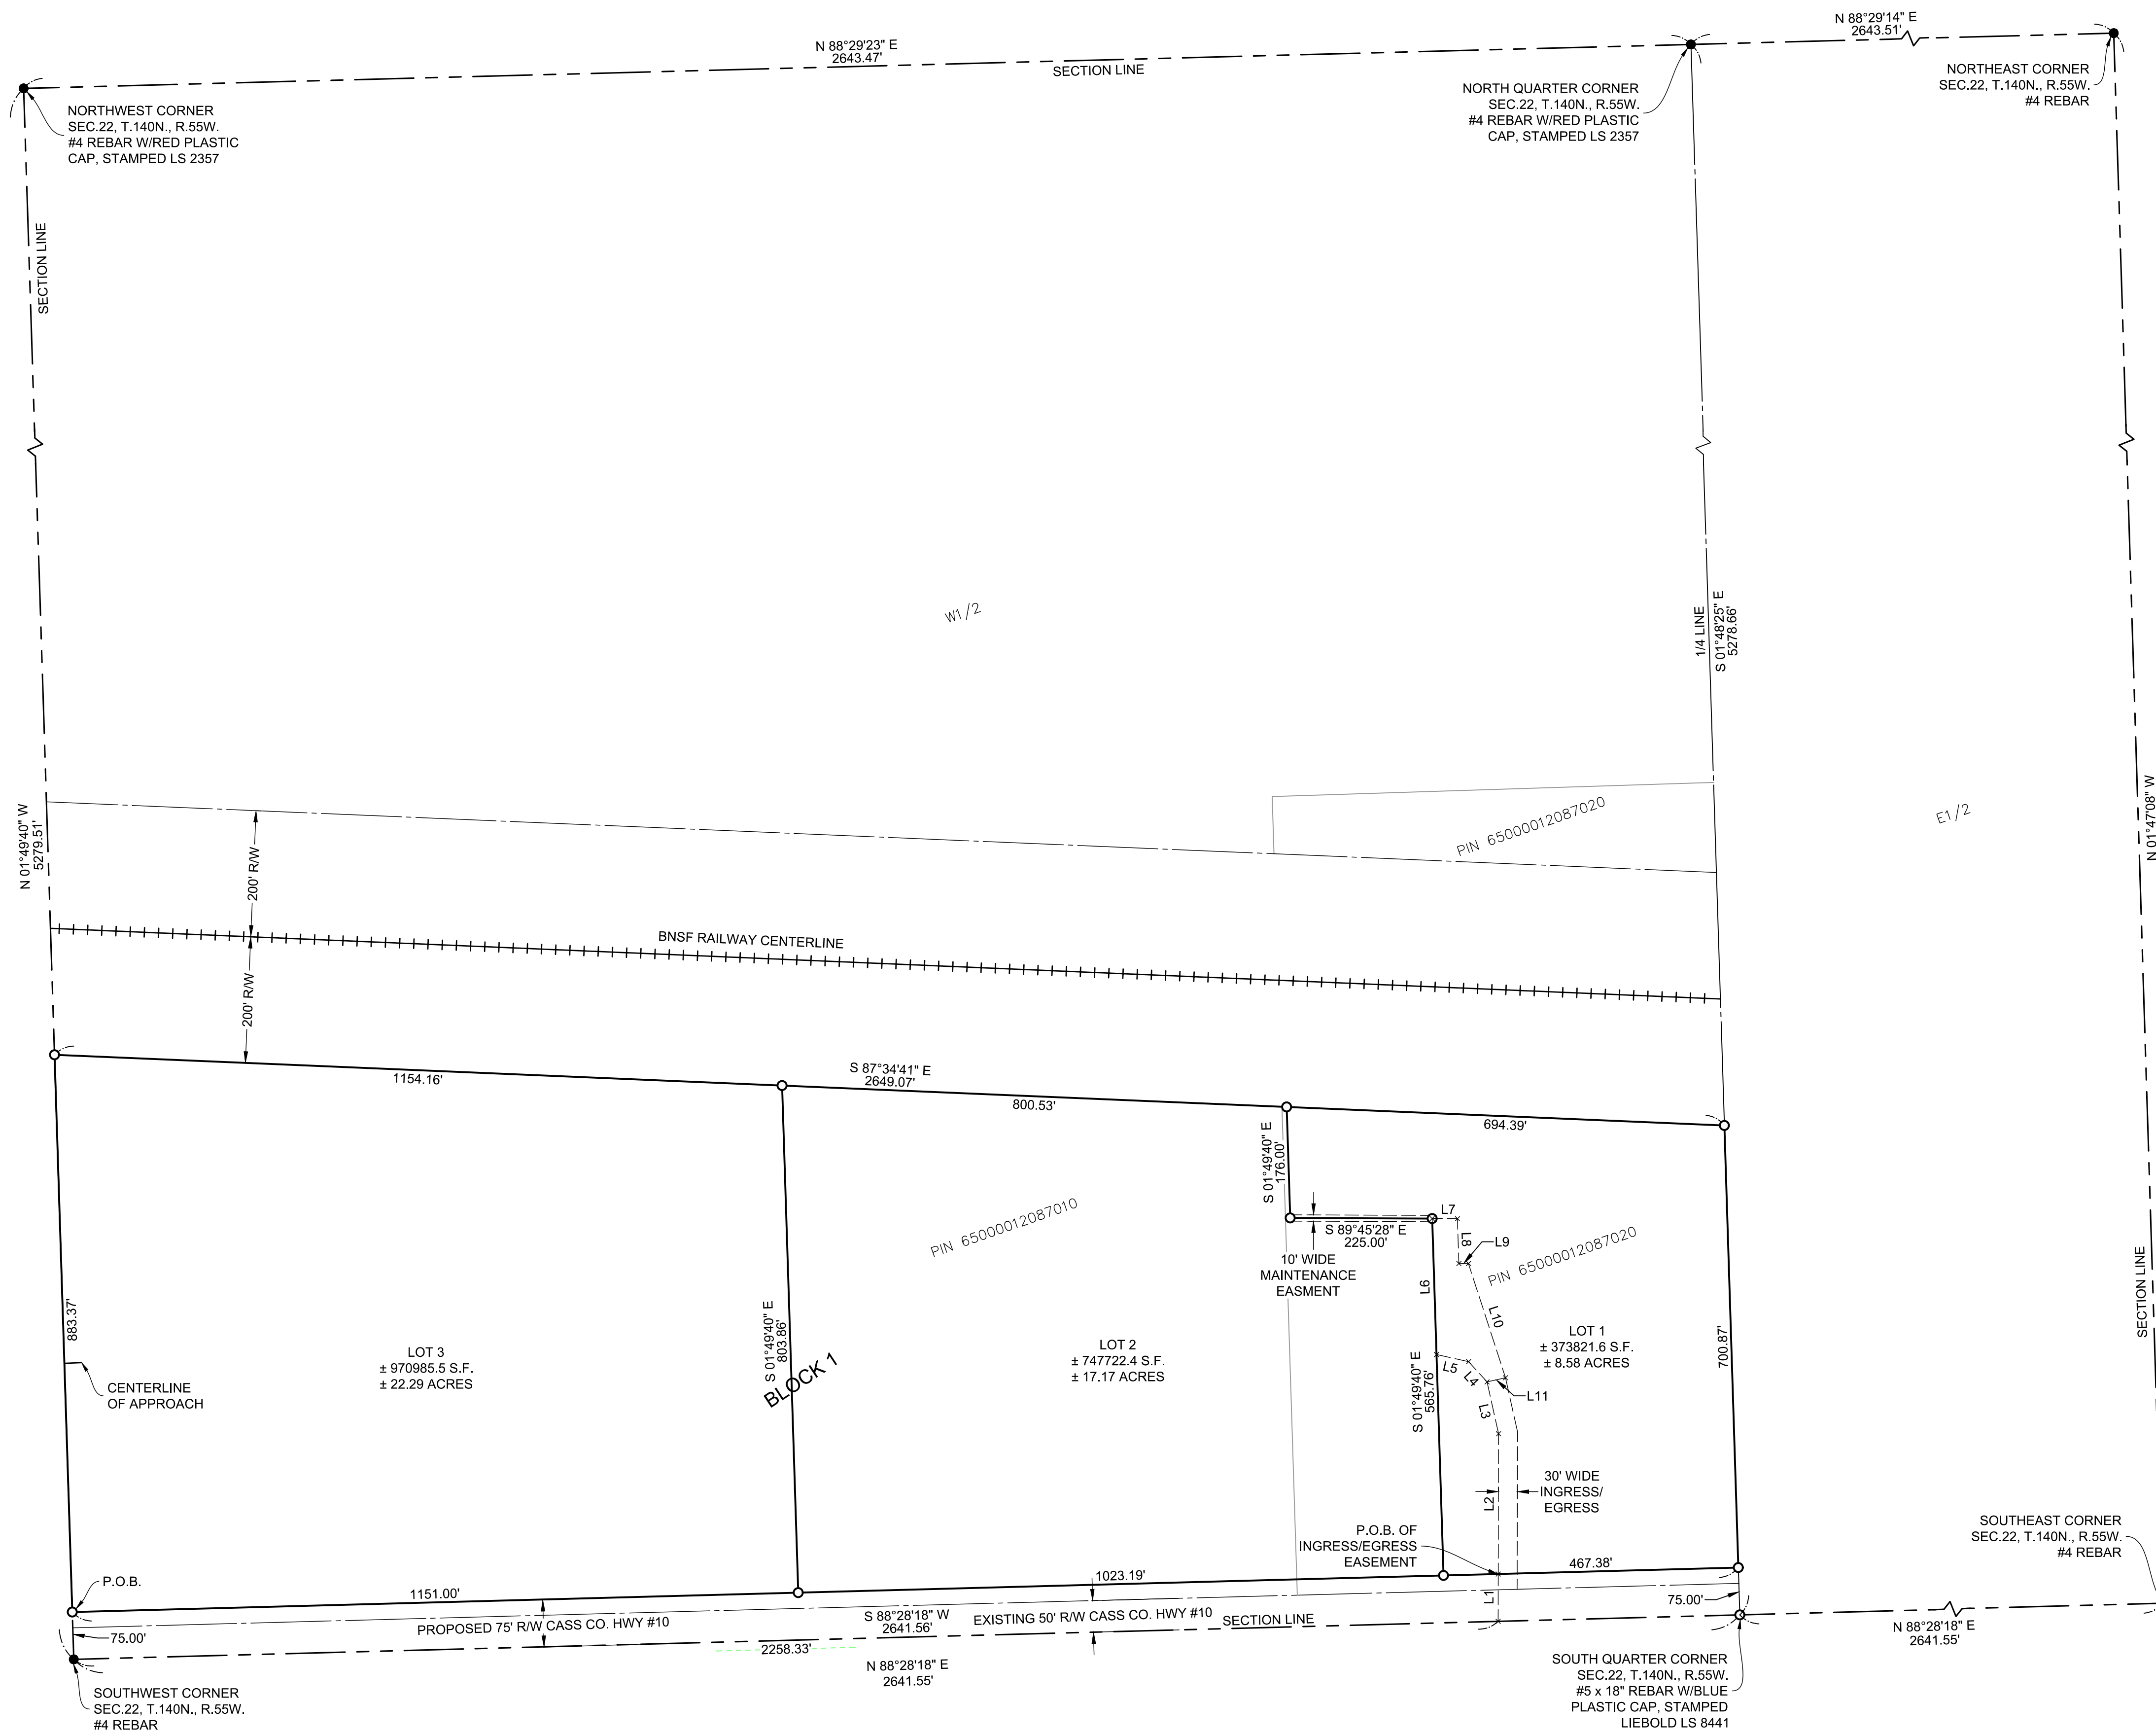 N 88°29'23" E
2643.47'
SECTION LINE
N 88°29'14" E
2643.51'
NORTHWEST CORNER
SEC.22, T.140N., R.55W.
#4 REBAR W/RED PLASTIC
CAP, STAMPED LS 2357
NORTH QUARTER CORNER
SEC.22, T.140N., R.55W.
#4 REBAR W/RED PLASTIC
CAP, STAMPED LS 2357
NORTHEAST CORNER
SEC.22, T.140N., R.55W.
#4 REBAR
SECTION LINE
W1/2
1/4 LINE
S 01°48'25" E
5278.66'
N 01°49'40" W
5279.51'
200' R/W
PIN 65000012087020
E1/2
N 01°47'08" W
BNSF RAILWAY CENTERLINE
200' R/W
S 87°34'41" E
2649.07'
1154.16'
800.53'
694.39'
S 01°49'40" E
176.00'
PIN 65000012087010
S 89°45'28" E
225.00'
10' WIDE
MAINTENANCE
EASMENT
L7
L8
L9
PIN 65000012087020
L6
L10
SECTION LINE
883.37'
LOT 3
± 970985.5 S.F.
± 22.29 ACRES
S 01°49'40" E
803.86'
BLOCK 1
LOT 2
± 747722.4 S.F.
± 17.17 ACRES
LOT 1
± 373821.6 S.F.
± 8.58 ACRES
700.87'
CENTERLINE
OF APPROACH
S 01°49'40" E
565.76'
L5
L4
L11
L3
L2
30' WIDE
INGRESS/
EGRESS
P.O.B. OF
INGRESS/EGRESS
EASEMENT
SOUTHEAST CORNER
SEC.22, T.140N., R.55W.
#4 REBAR
P.O.B.
1151.00'
1023.19'
467.38'
L1
75.00'
75.00'
PROPOSED 75' R/W CASS CO. HWY #10
S 88°28'18" W
2641.56'
EXISTING 50' R/W CASS CO. HWY #10
SECTION LINE
2258.33'
N 88°28'18" E
2641.55'
N 88°28'18" E
2641.55'
SOUTHWEST CORNER
SEC.22, T.140N., R.55W.
#4 REBAR
SOUTH QUARTER CORNER
SEC.22, T.140N., R.55W.
#5 x 18" REBAR W/BLUE
PLASTIC CAP, STAMPED
LIEBOLD LS 8441